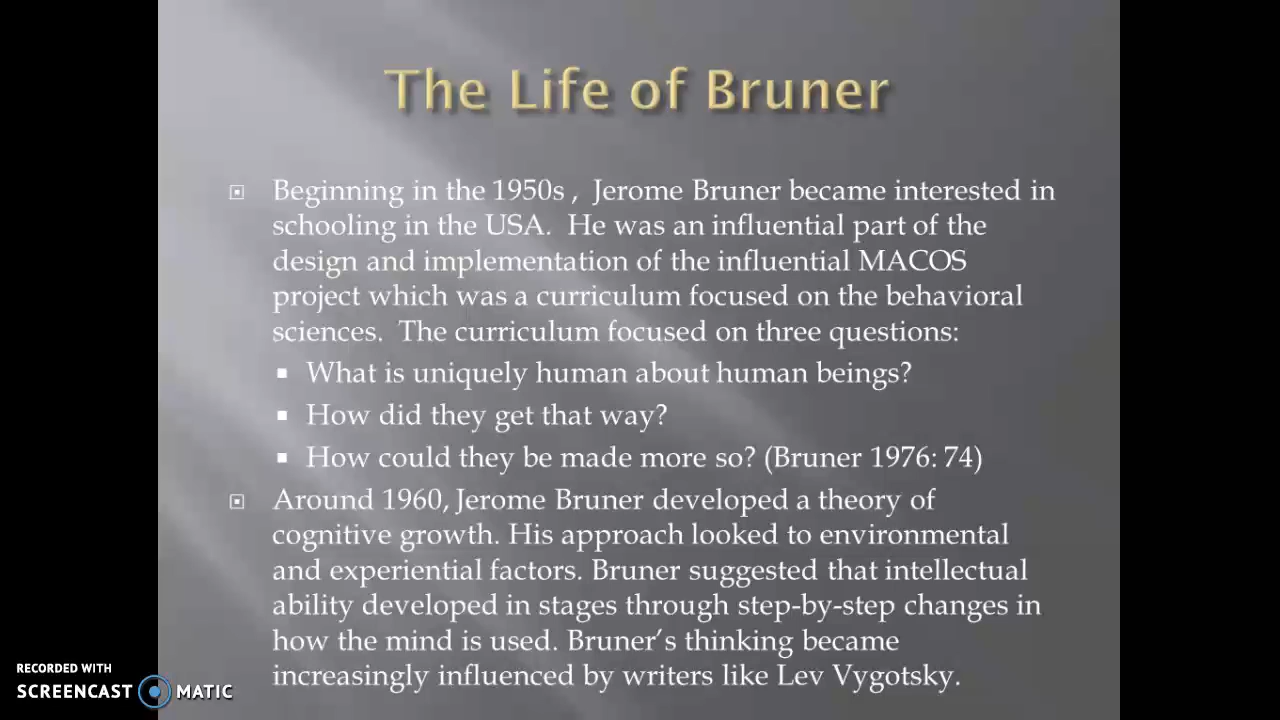 The Life of Bruner
Beginning in the 1950s , Jerome Bruner became interested in
schooling in the USA. He was an influential part of the
design and implementation of the influential MACOS
project which was a curriculum focused on the behavioral
sciences. The curriculum focused on three questions:
What is uniquely human about human beings?
How did they get that way?
How could they be made more so? (Bruner 1976: 74)
Around 1960, Jerome Bruner developed a theory of
cognitive growth. His approach looked to environmental
and experiential factors. Bruner suggested that intellectual
ability developed in stages through step-by-step changes in
how the mind is used. Bruner’s thinking became
increasingly influenced by writers like Lev Vygotsky.
RECORDED WITH
SCREENCAST MATIC